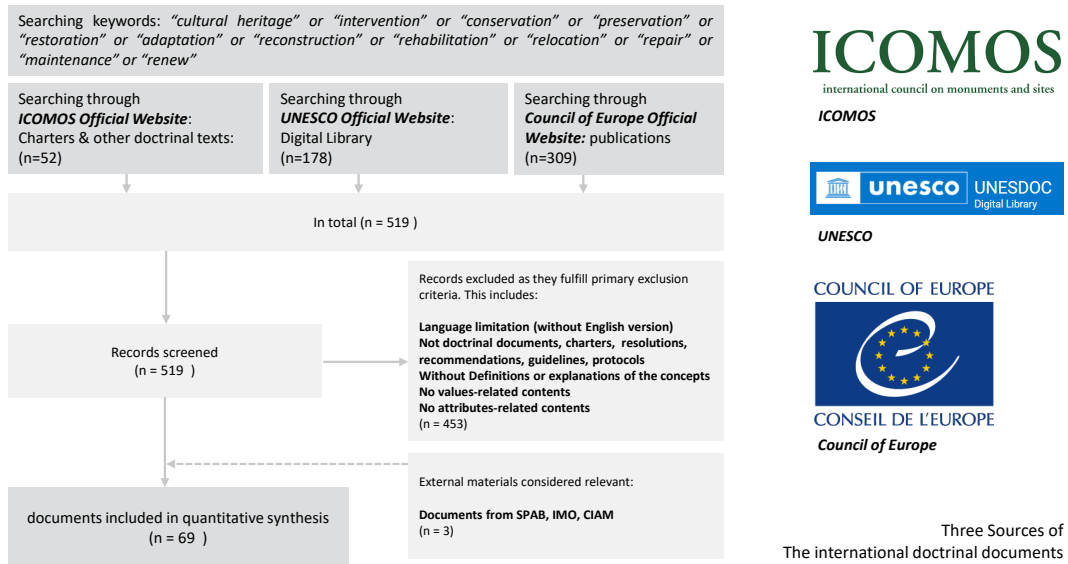 Searching keywords: “cultural heritage” or “intervention” or “conservation” or “preservation” or
“restoration” or “adaptation” or “reconstruction” or “rehabilitation” or “relocation” or “repair” or
“maintenance” or “renew”
Searching through
ICOMOS Official Website:
Charters & other doctrinal texts:
(n=52)
Searching through
UNESCO Official Website:
Digital Library
(n=178)
Searching through
Council of Europe Official
Website: publications
(n=309)
In total (n = 519 )
Records screened
(n = 519 )
Records excluded as they fulfill primary exclusion
criteria. This includes:
Language limitation (without English version)
Not doctrinal documents, charters, resolutions,
recommendations, guidelines, protocols
Without Definitions or explanations of the concepts
No values-related contents
No attributes-related contents
(n = 453)
External materials considered relevant:
Documents from SPAB, IMO, CIAM
(n = 3)
documents included in quantitative synthesis
(n = 69 )
ICOMOS
international council on monuments and sites
ICOMOS
unesco
UNESDOC
Digital Library
UNESCO
COUNCIL OF EUROPE
CONSEIL DE L'EUROPE
Council of Europe
Three Sources of
The international doctrinal documents